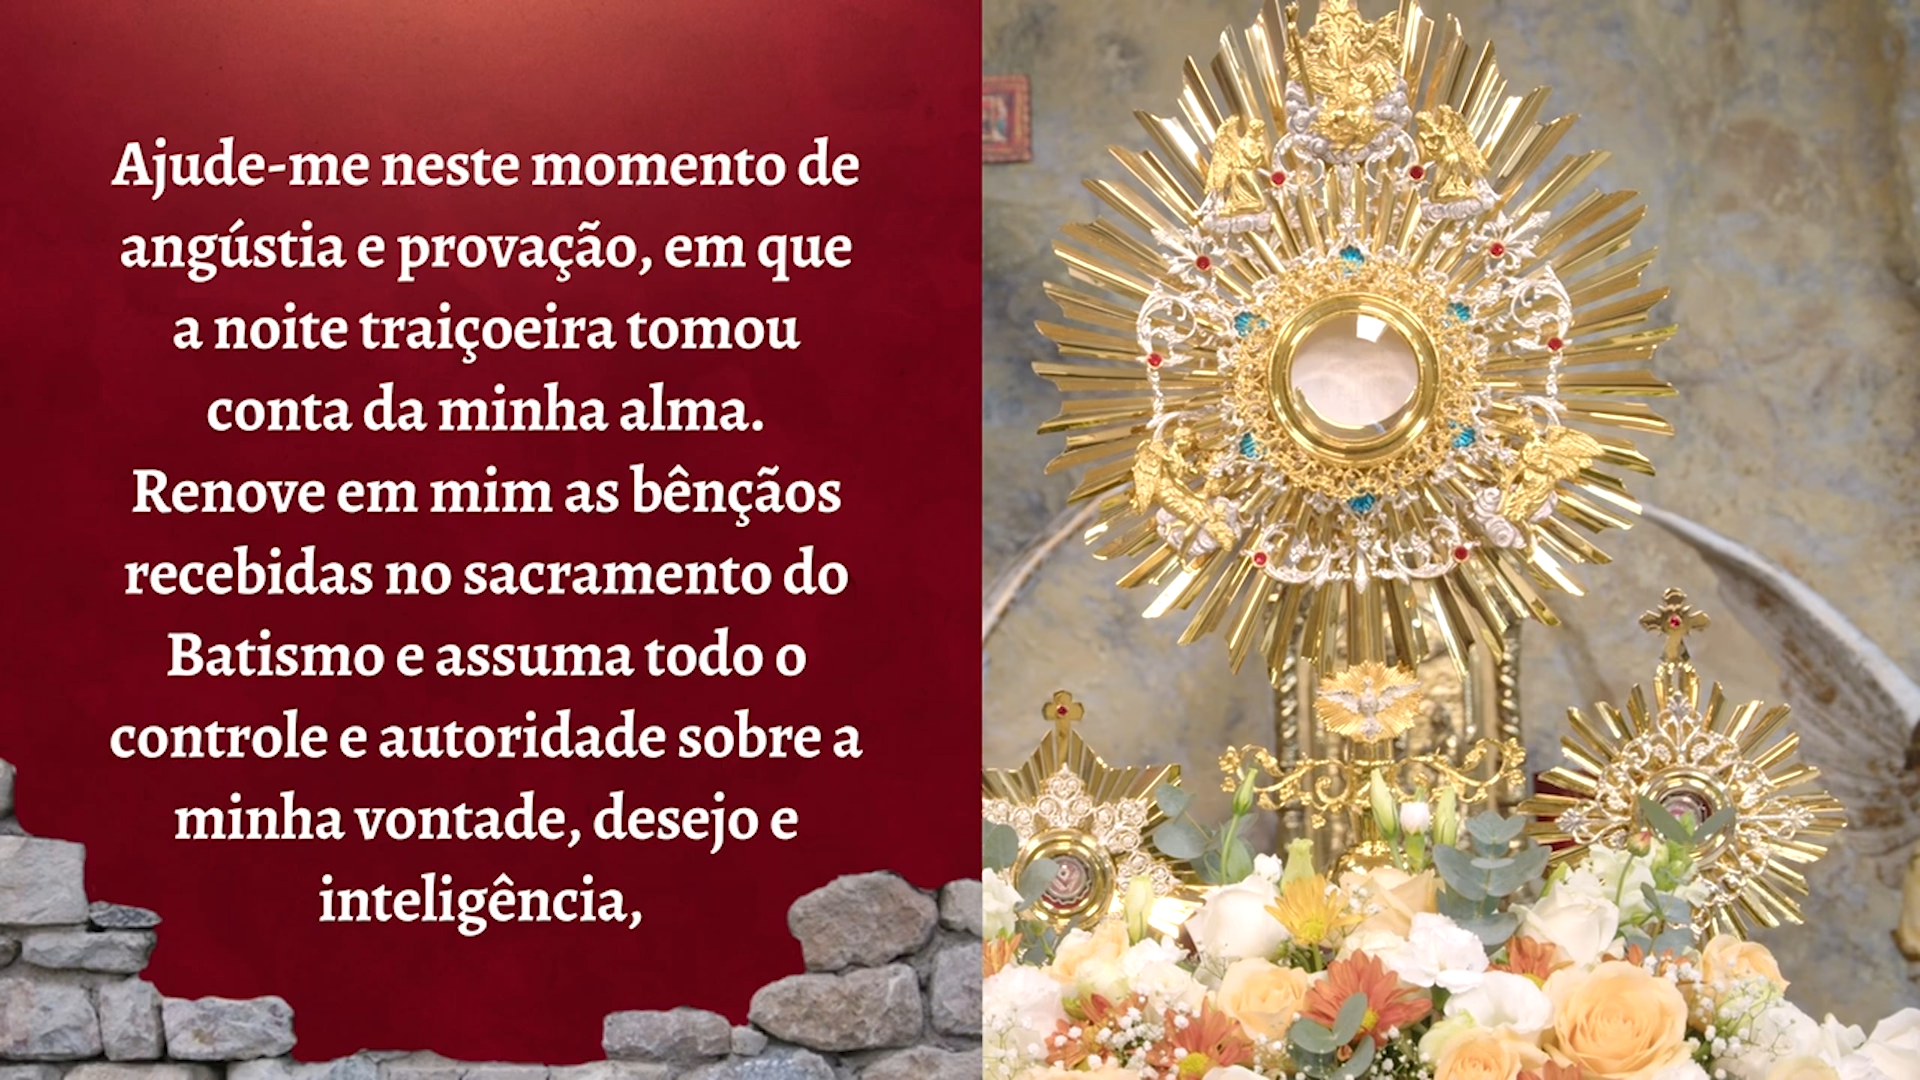 Ajude-me neste momento de
angústia e provação, em que
a noite traiçoeira tomou
conta da minha alma.
Renove em mim as bênçãos
recebidas no sacramento do
Batismo e assuma todo o
controle e autoridade sobre a
minha vontade, desejo e
inteligência,